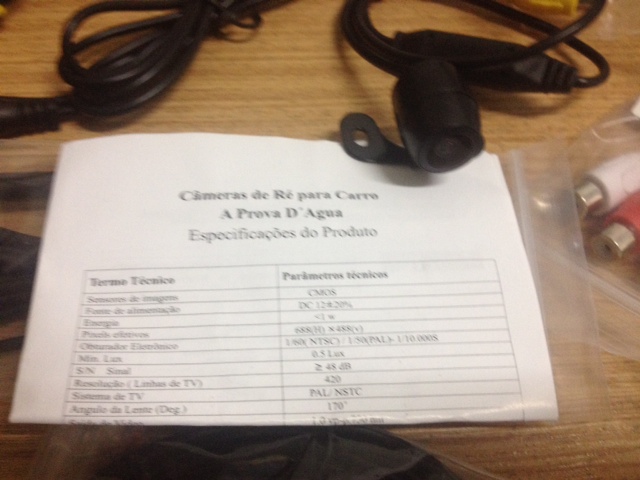 Câmeras de Ré para Carro
A Prova D´Agua
Especificações do Produto
Termo Técnico Parâmetros técnicos
Sensores de imagem CMOS
Fonte de alimentação DC 12±20%
Energia <1 w
Pixels efetivos 688(H) ×488(v)
Obturador Eletrônico 1/60( NTSC) / 1/50(PAL)- 1/10.000S
Min. Lux 0.5 Lux
S/N Sinal ≥ 48 dB
Resolução ( Linhas de TV) 420
Sistema de TV PAL/ NSTC
Angulo da Lente (Deg.) 170°